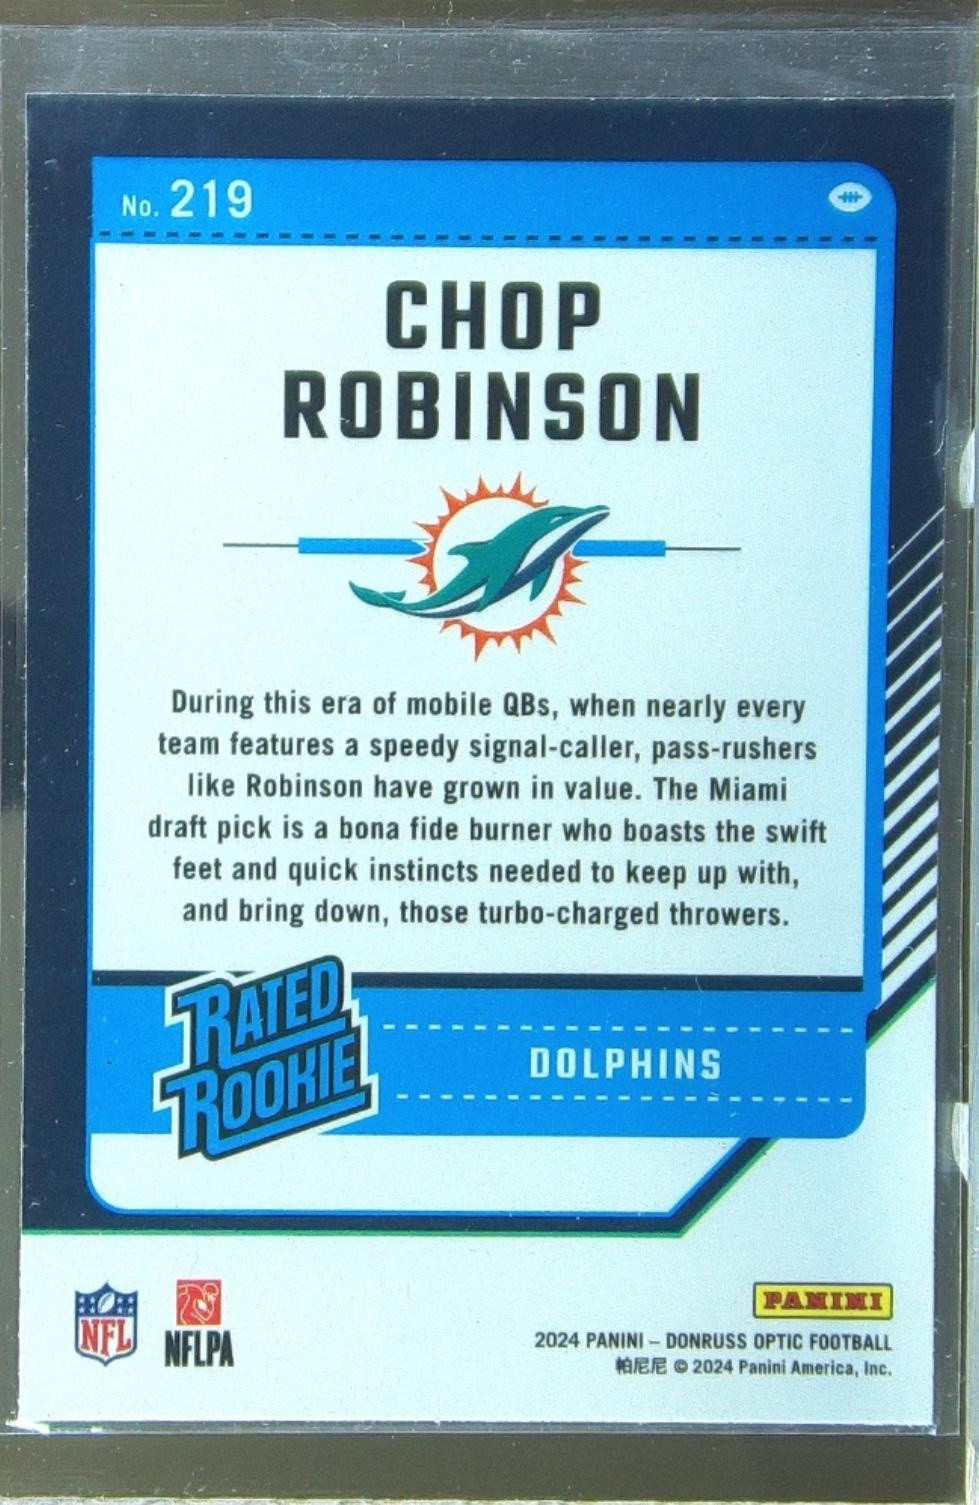 No. 219
CHOP
ROBINSON
During this era of mobile QBs, when nearly every
team features a speedy signal-caller, pass-rushers
like Robinson have grown in value. The Miami
draft pick is a bona fide burner who boasts the swift
feet and quick instincts needed to keep up with,
and bring down, those turbo-charged throwers.
RATED
ROOKIE
DOLPHINS
NFL
NFLPA
PANINI
2024 PANINI – DONRUSS OPTIC FOOTBALL
帕尼尼 © 2024 Panini America, Inc.